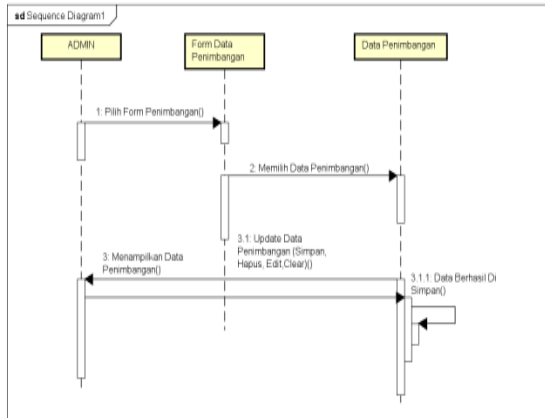 sd Sequence Diagram1
ADMIN
Form Data
Penimbangan
Data Penimbangan
1: Pilih Form Penimbangan()
2: Memilih Data Penimbangan()
3: Menampilkan Data
Penimbangan()
3.1: Update Data
Penimbangan (Simpan,
Hapus, Edit,Clear)()
3.1.1: Data Berhasil Di
Simpan()